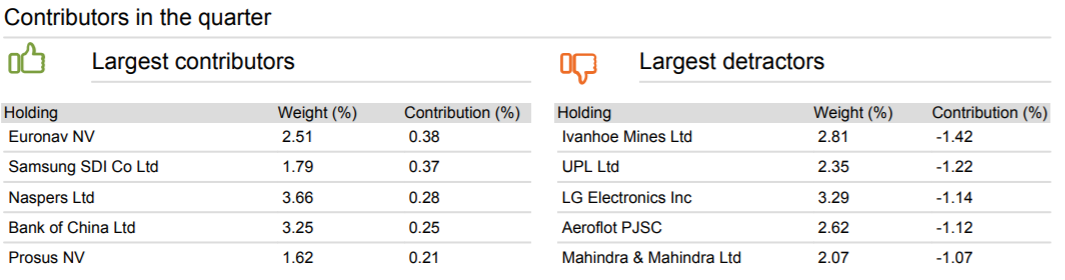 Contributors in the quarter
Largest contributors
Holding Weight (%) Contribution (%)
Euronav NV 2.51 0.38
Samsung SDI Co Ltd 1.79 0.37
Naspers Ltd 3.66 0.28
Bank of China Ltd 3.25 0.25
Prosus NV 1.62 0.21
Largest detractors
Holding Weight (%) Contribution (%)
Ivanhoe Mines Ltd 2.81 -1.42
UPL Ltd 2.35 -1.22
LG Electronics Inc 3.29 -1.14
Aeroflot PJSC 2.62 -1.12
Mahindra & Mahindra Ltd 2.07 -1.07